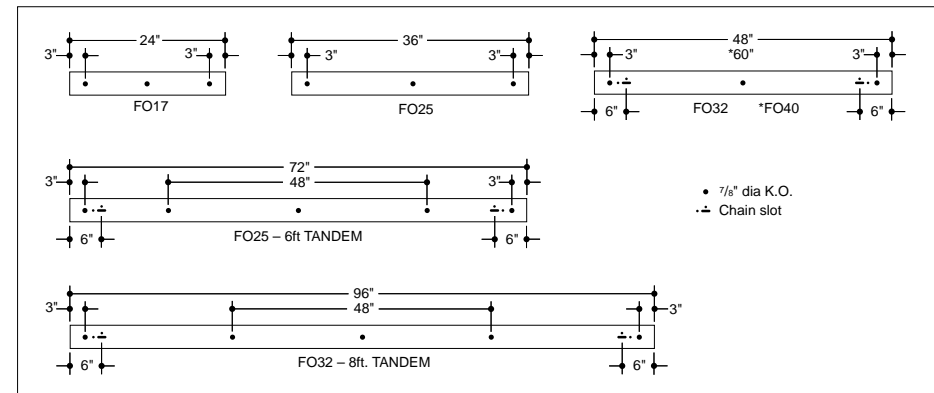 24"
3" 3"
FO17
36"
3" 3"
FO25
48"
*60"
3" 3"
6" FO32 *FO40 6"
72"
3" 48" 3"
6" 6"
FO25 – 6ft TANDEM
7/8" dia K.O.
Chain slot
96"
3" 48" 3"
6" 6"
FO32 – 8ft. TANDEM